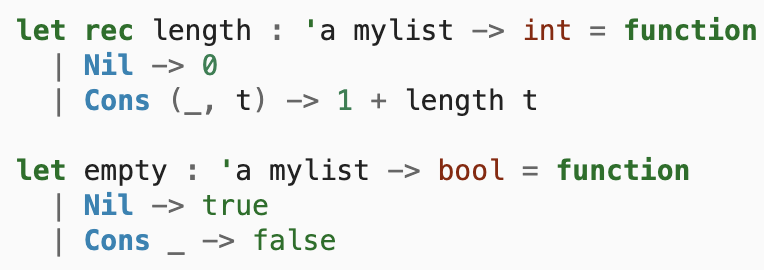 let rec length : 'a mylist -> int = function
  | Nil -> 0
  | Cons (_, t) -> 1 + length t

let empty : 'a mylist -> bool = function
  | Nil -> true
  | Cons _ -> false